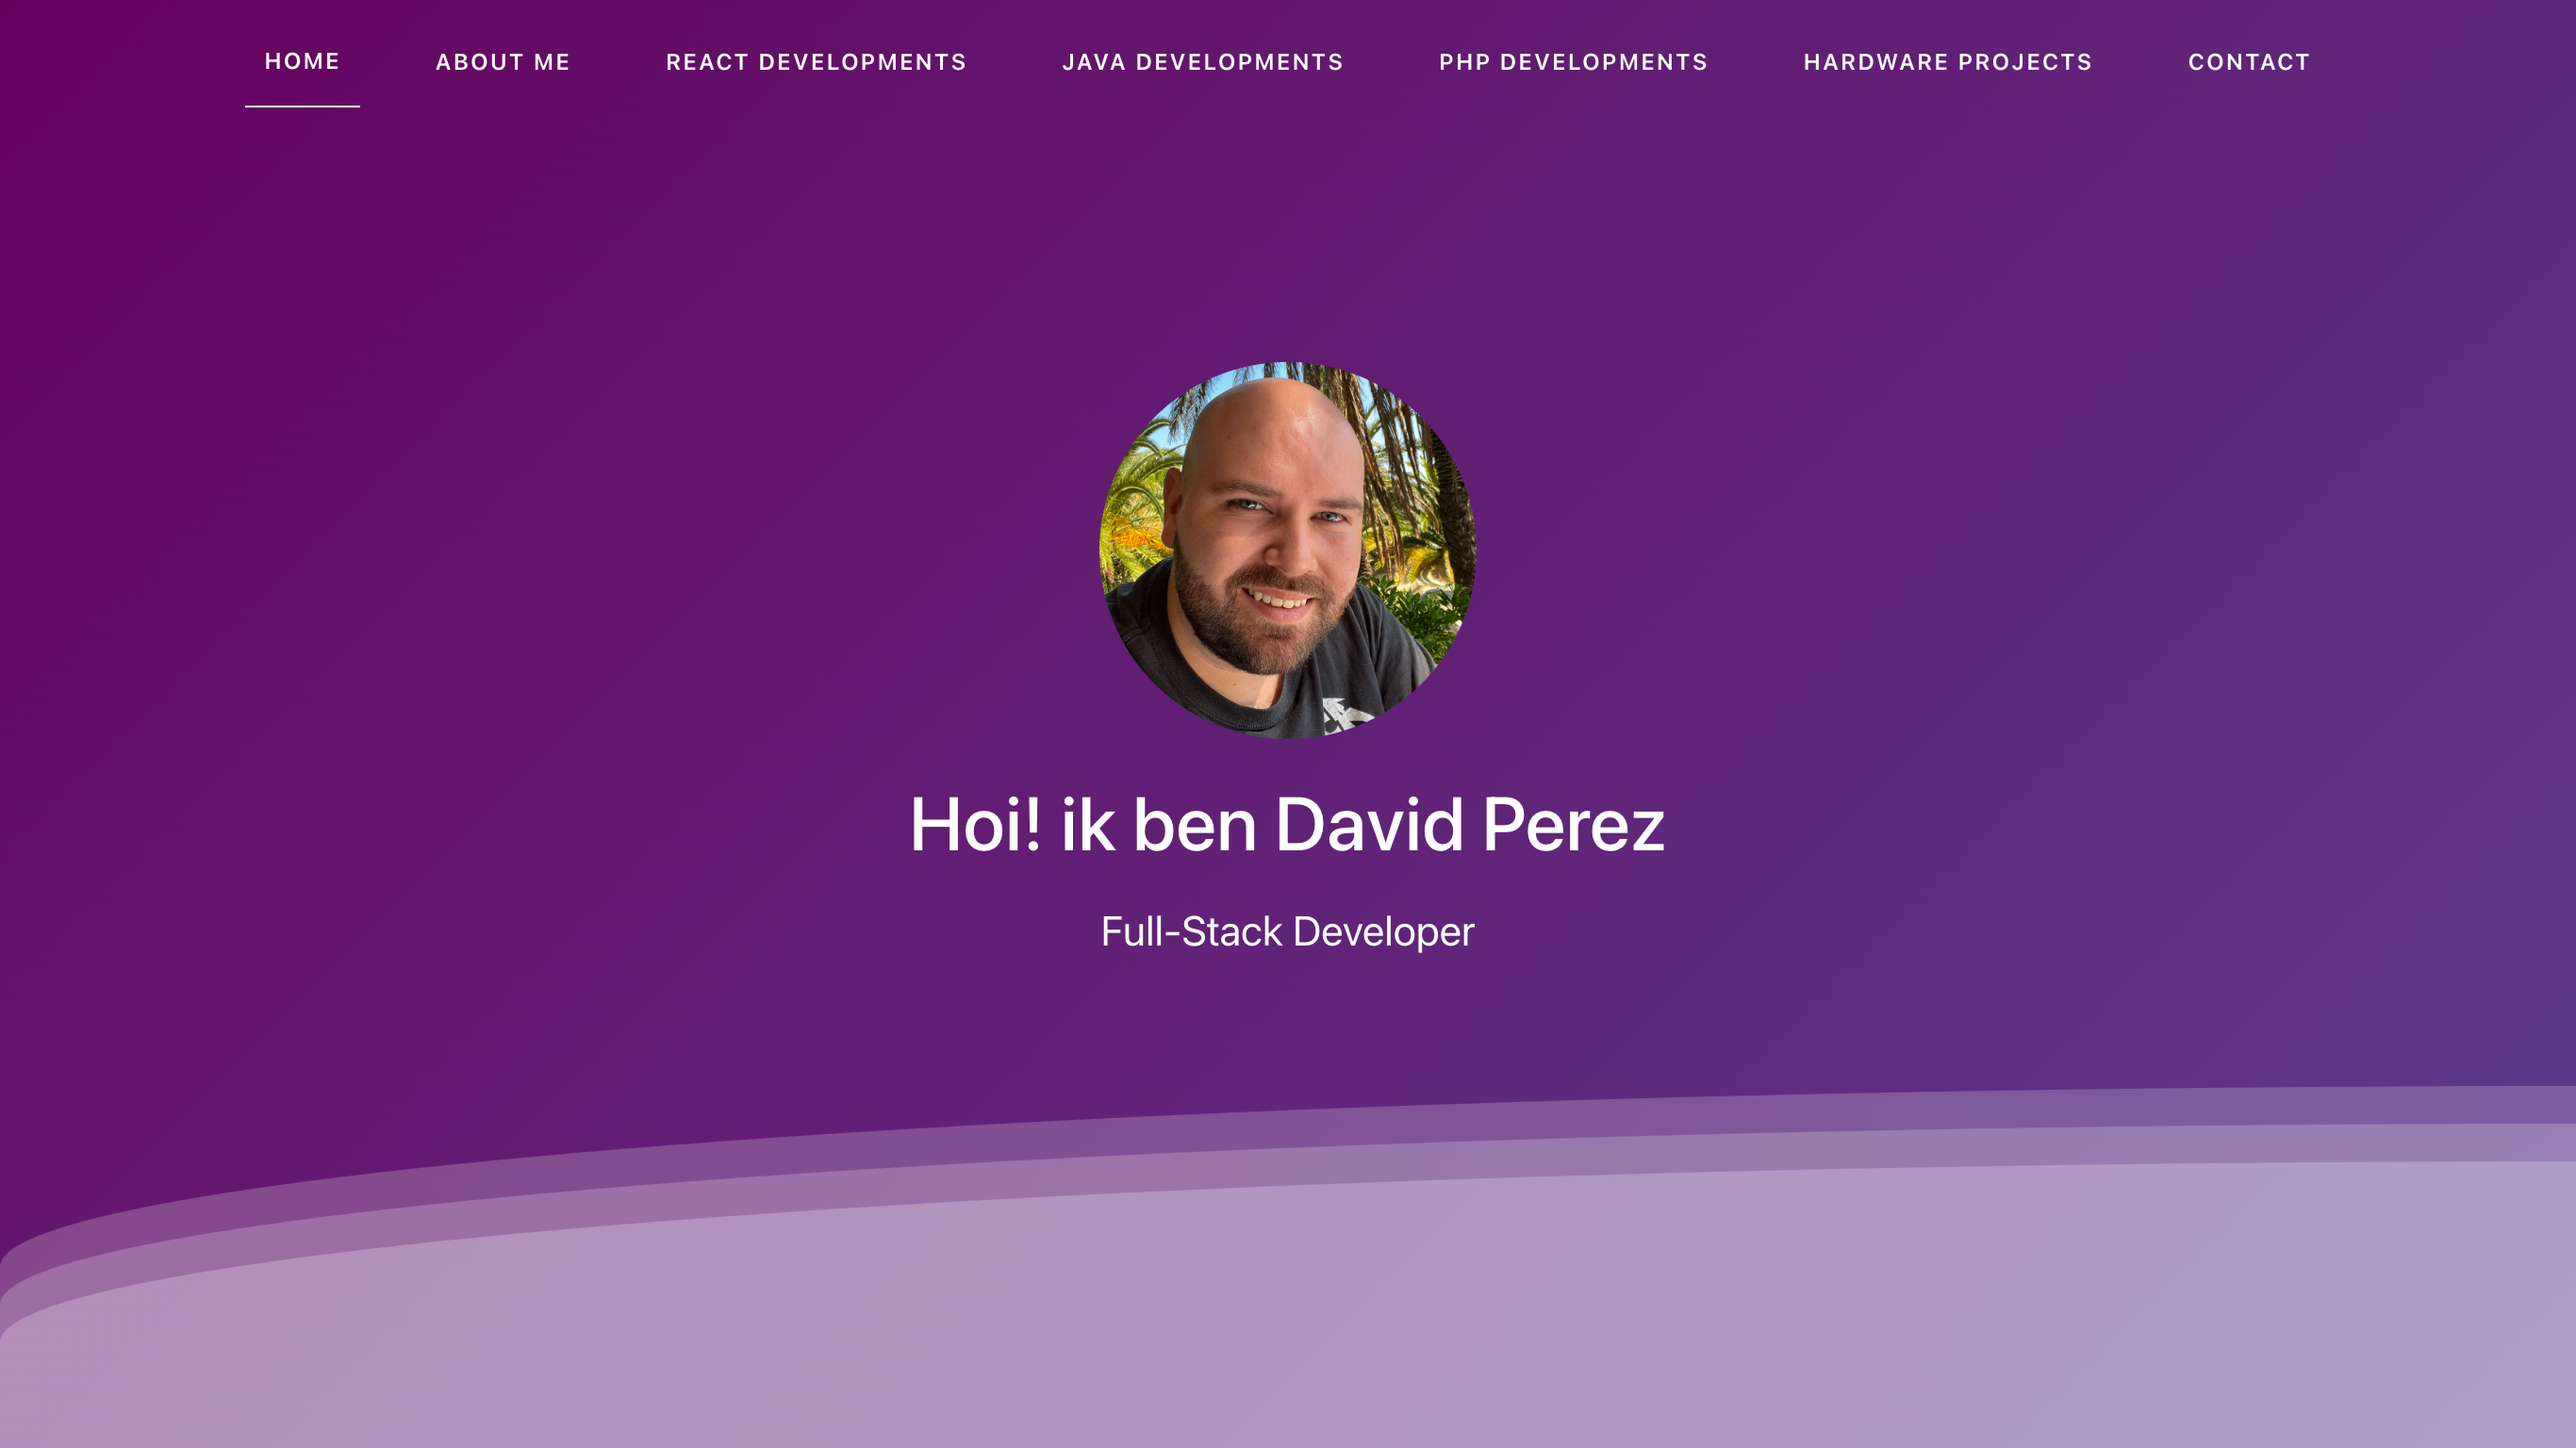 HOME ABOUT ME REACT DEVELOPMENTS JAVA DEVELOPMENTS PHP DEVELOPMENTS HARDWARE PROJECTS CONTACT
Hoi! ik ben David Perez
Full-Stack Developer